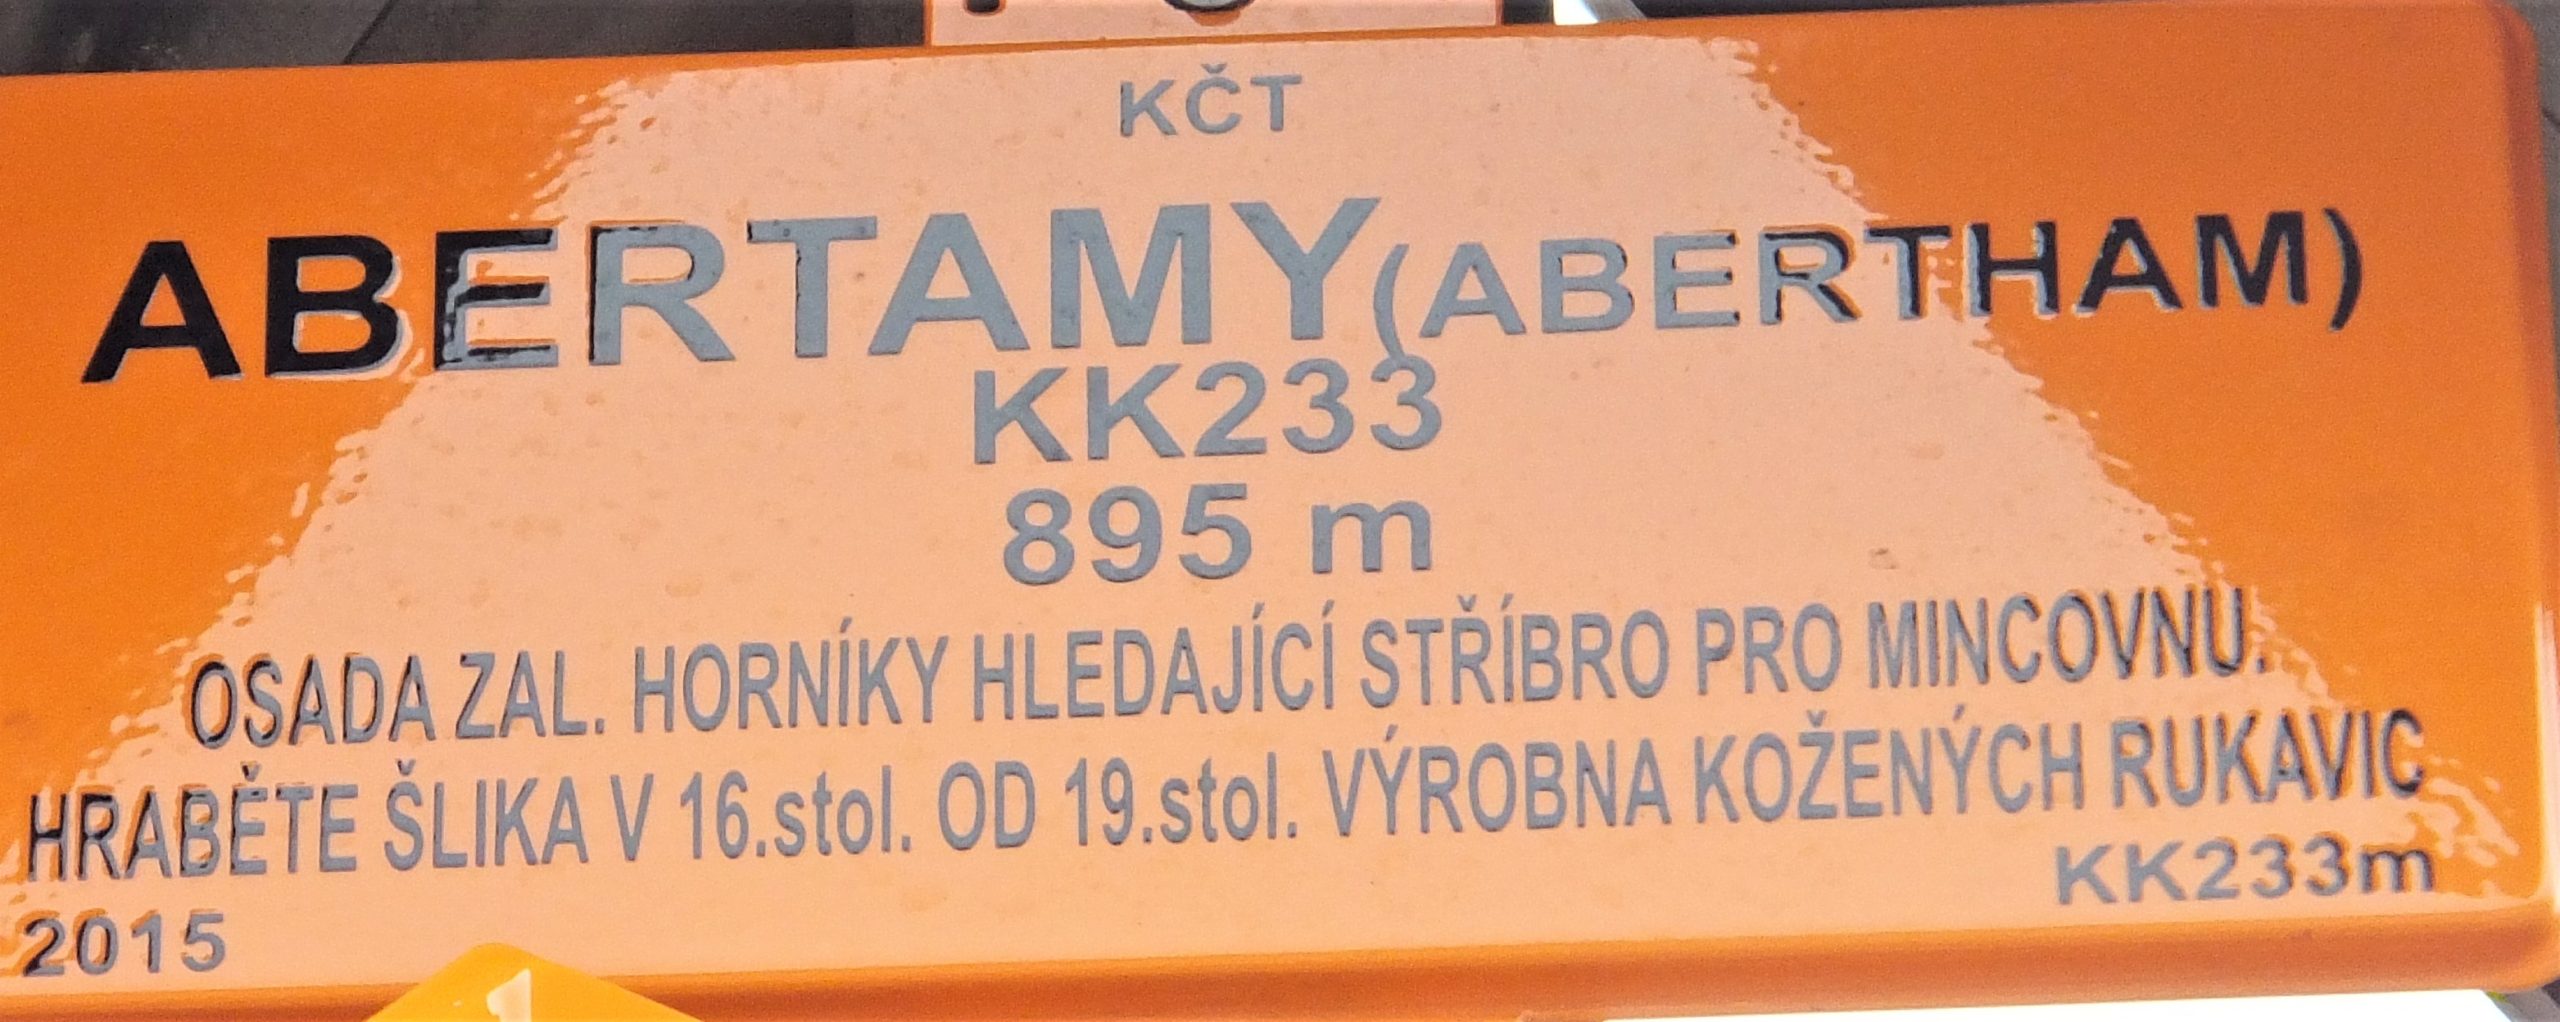 KČT
ABERTAMY (ABERTHAM)
KK233
895 m
OSADA ZAL. HORNÍKY HLEDAJÍCÍ STŘÍBRO PRO MINCOVNU.
HRABĚTE ŠLIKA V 16.stol. OD 19.stol. VÝROBNA KOŽENÝCH RUKAVIC
KK233m
2015
1